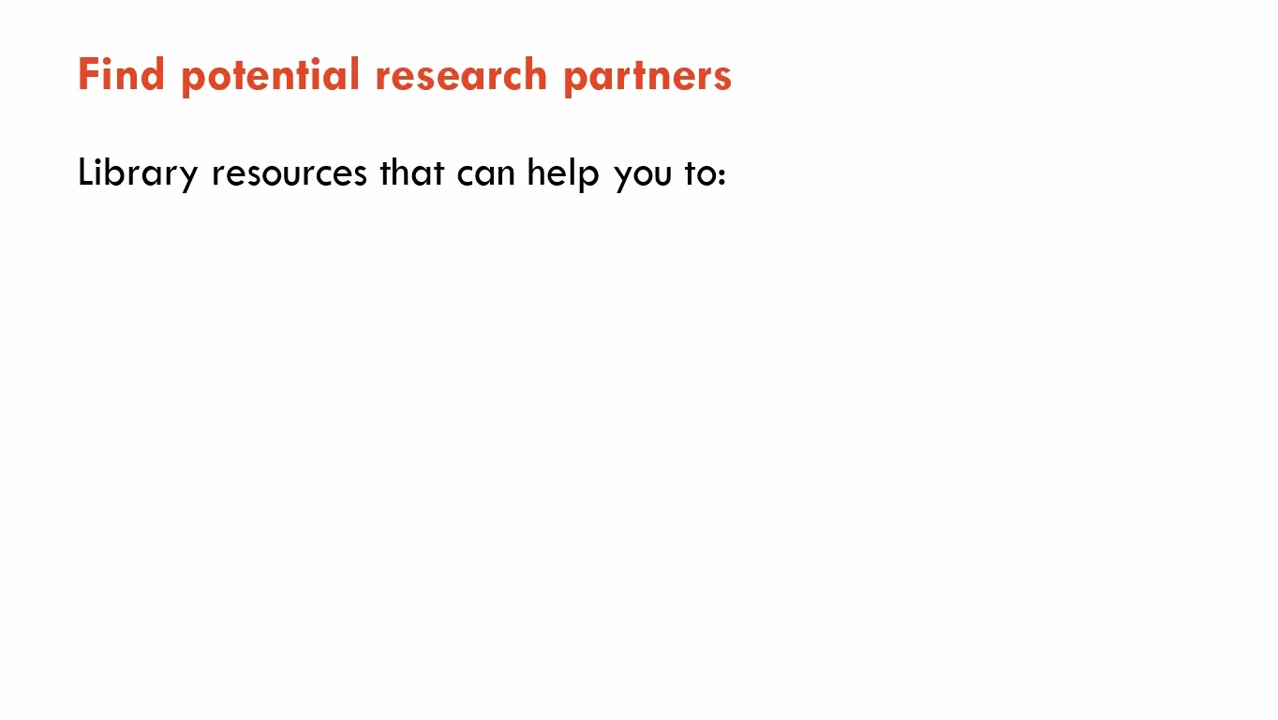 Find potential research partners
Library resources that can help you to: